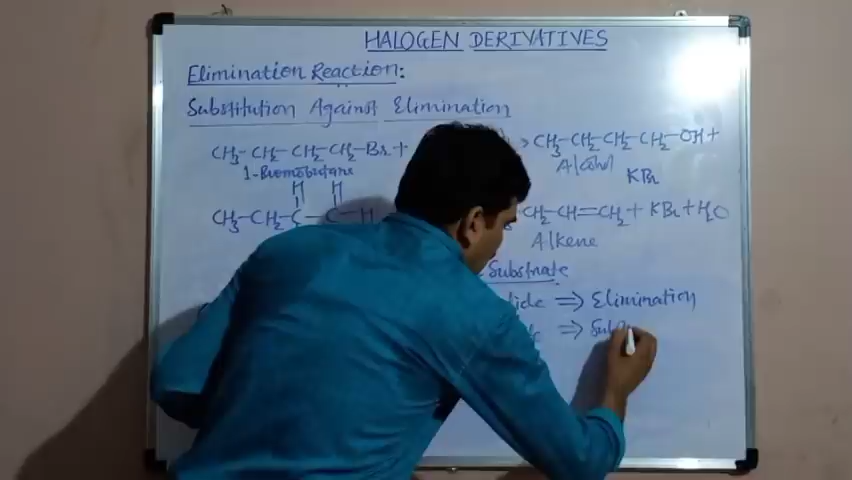 HALOGEN DERIVATIVES
Elimination Reaction:
Substitution Against Elimination
CH3-CH2-CH2-CH2-Br + > CH3-CH2-CH2-CH2-OH +
1-Bromobutane Alcohol KBr
H H
CH3-CH2-C-C-H CH2-CH=CH2 + KBr + H2O
Alkene
Substrate
⇒ Elimination
⇒ Sub